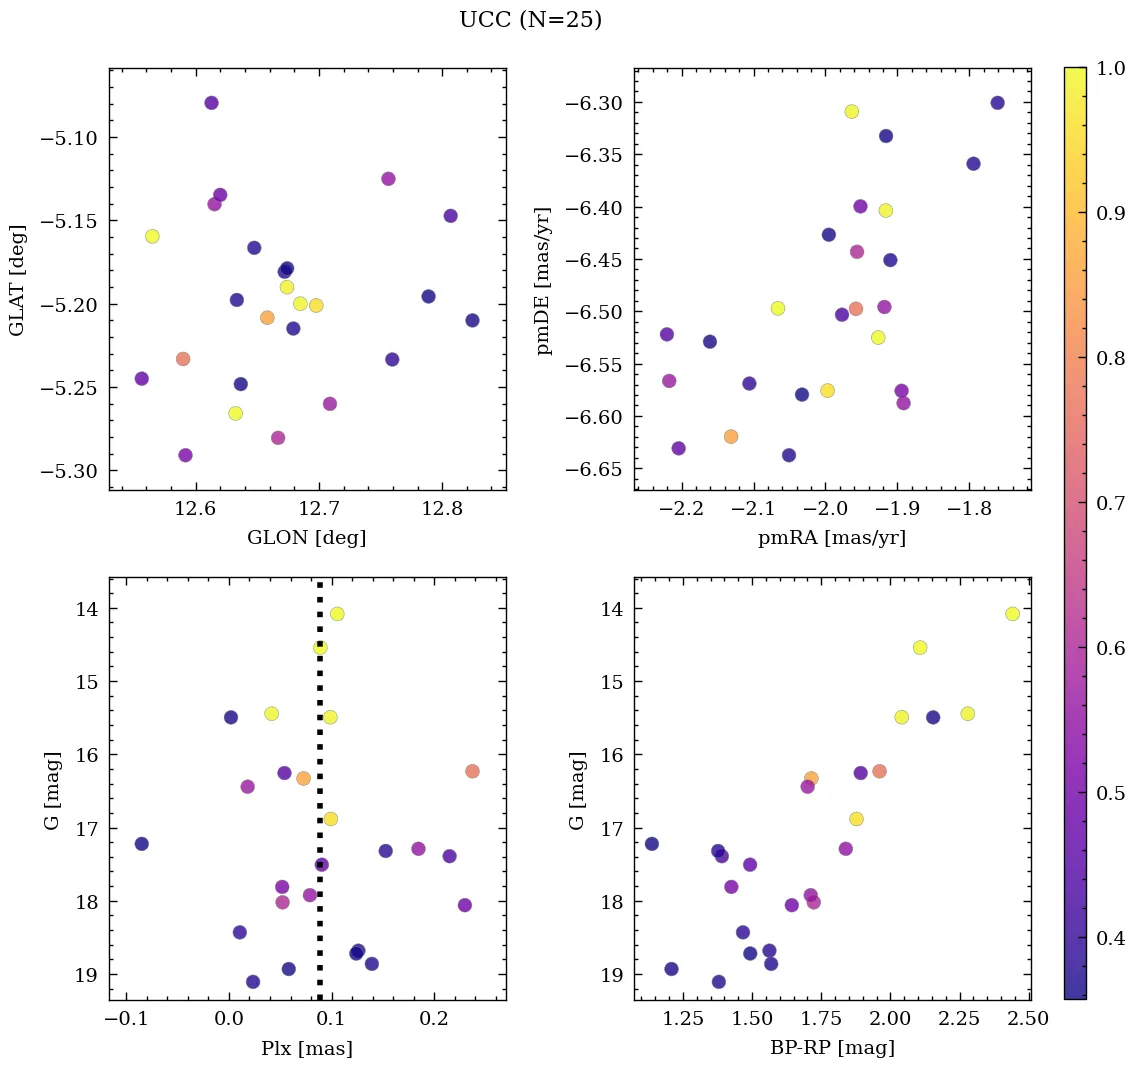 UCC (N=25)
−5.10
−5.15
−5.20
−5.25
−5.30
GLAT [deg]
12.6 12.7 12.8
GLON [deg]
−6.30
−6.35
−6.40
−6.45
−6.50
−6.55
−6.60
−6.65
pmDE [mas/yr]
−2.2 −2.1 −2.0 −1.9 −1.8
pmRA [mas/yr]
14
15
16
17
18
19
G [mag]
−0.1 0.0 0.1 0.2
Plx [mas]
14
15
16
17
18
19
G [mag]
1.25 1.50 1.75 2.00 2.25 2.50
BP-RP [mag]
1.0
0.9
0.8
0.7
0.6
0.5
0.4